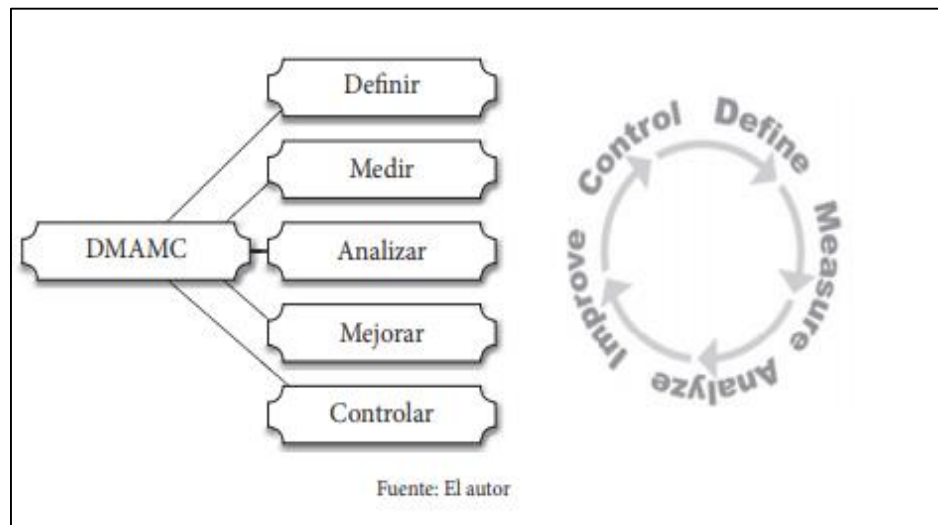 Definir
Medir
DMAMC
Analizar
Mejorar
Controlar
Control Define
Measure
Analyze
Improve
Fuente: El autor